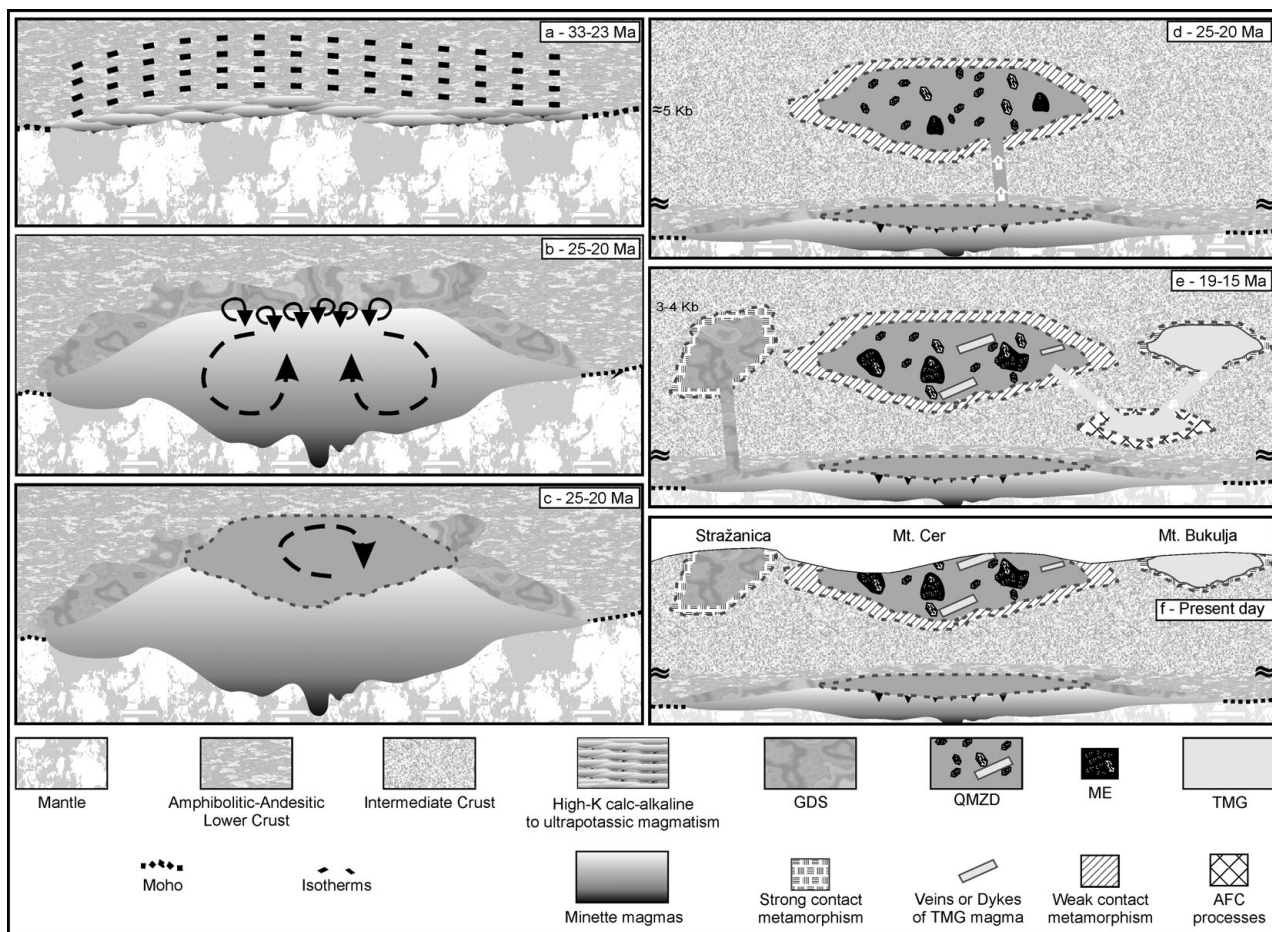 a - 33-23 Ma
b - 25-20 Ma
c - 25-20 Ma
d - 25-20 Ma
≈5 Kb
e - 19-15 Ma
3-4 Kb
Stražanica
Mt. Cer
Mt. Bukulja
f - Present day
Mantle
Amphibolitic-Andesitic
Lower Crust
Intermediate Crust
High-K calc-alkaline
to ultrapotassic magmatism
GDS
QMZD
ME
TMG
Moho
Isotherms
Minette magmas
Strong contact
metamorphism
Veins or Dykes
of TMG magma
Weak contact
metamorphism
AFC
processes